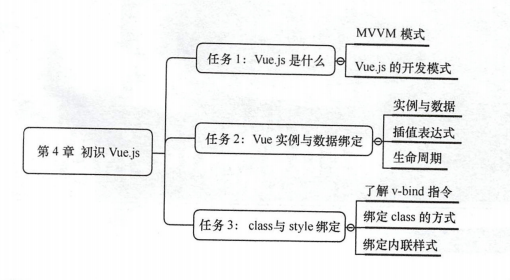 第4章 初识 Vue.js
任务1：Vue.js 是什么
MVVM 模式
Vue.js 的开发模式
任务2：Vue 实例与数据绑定
实例与数据
插值表达式
生命周期
任务3：class与 style 绑定
了解 v-bind 指令
绑定 class 的方式
绑定内联样式